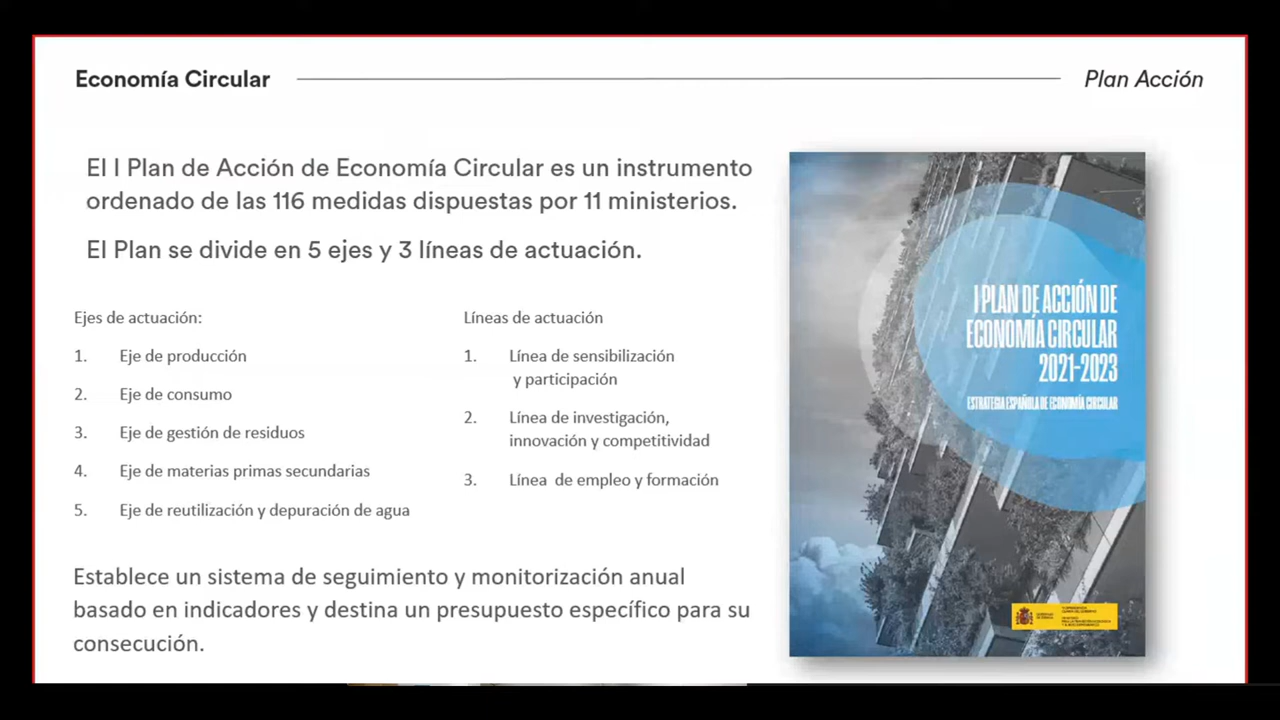 Economía Circular
Plan Acción
El I Plan de Acción de Economía Circular es un instrumento
ordenado de las 116 medidas dispuestas por 11 ministerios.
El Plan se divide en 5 ejes y 3 líneas de actuación.
Ejes de actuación:
1. Eje de producción
2. Eje de consumo
3. Eje de gestión de residuos
4. Eje de materias primas secundarias
5. Eje de reutilización y depuración de agua
Líneas de actuación
1. Línea de sensibilización
y participación
2. Línea de investigación,
innovación y competitividad
3. Línea de empleo y formación
Establece un sistema de seguimiento y monitorización anual
basado en indicadores y destina un presupuesto específico para su
consecución.
I PLAN DE ACCIÓN DE
ECONOMÍA CIRCULAR
2021-2023
ESTRATEGIA ESPAÑOLA DE ECONOMÍA CIRCULAR